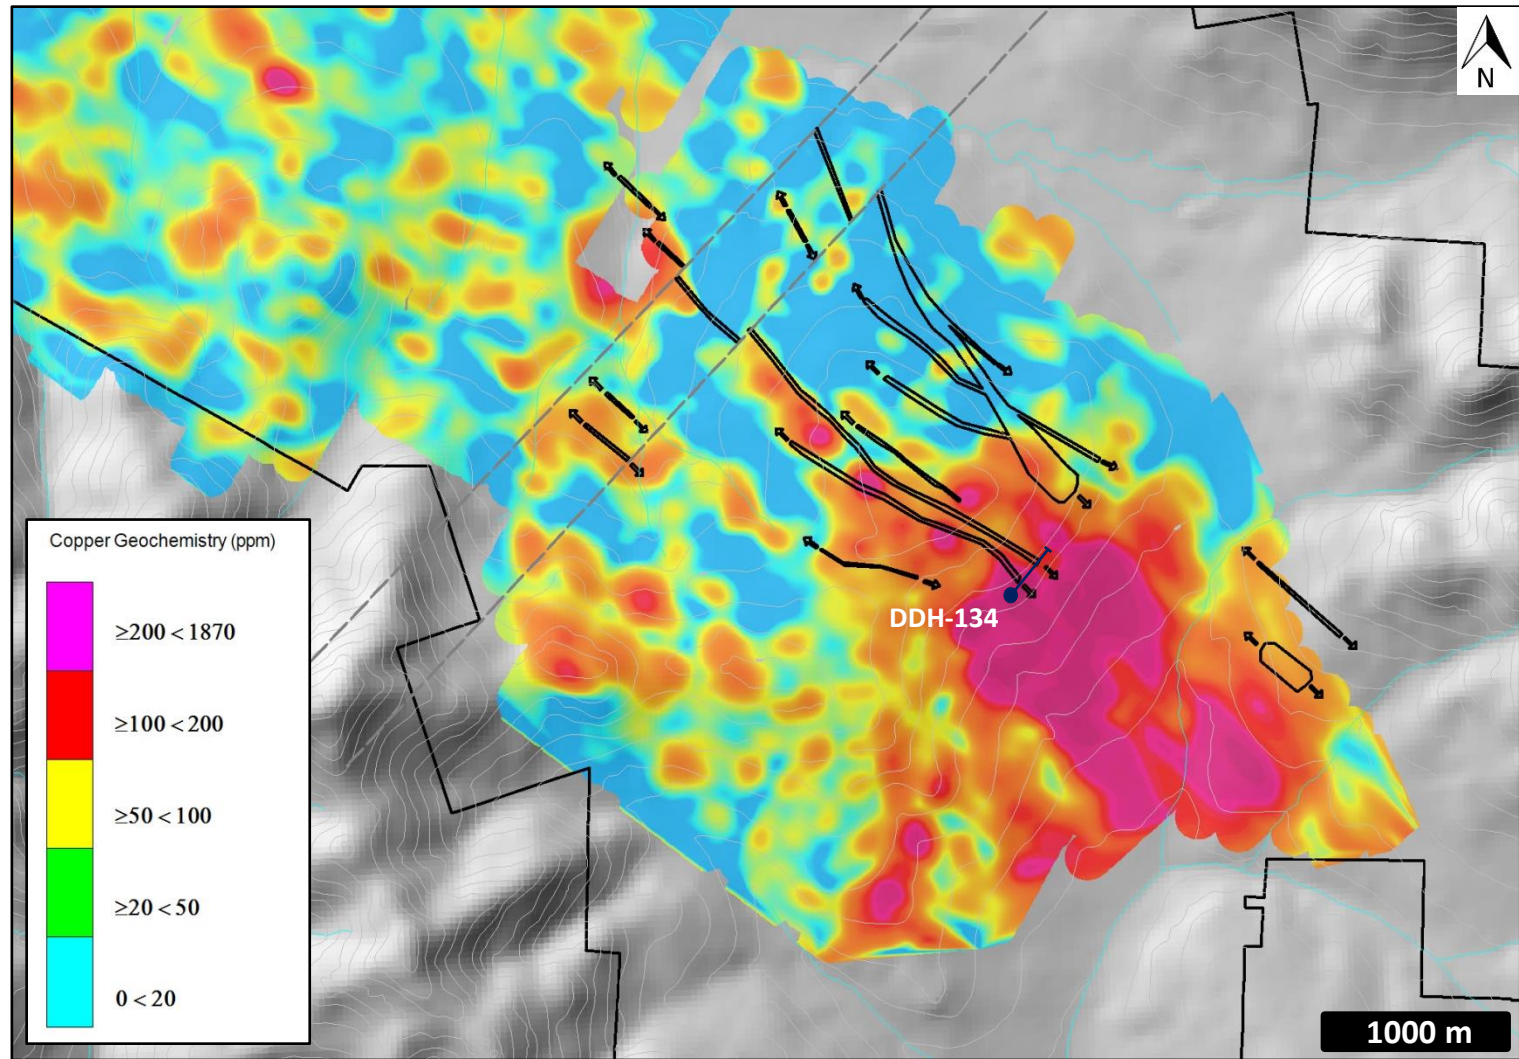 N
DDH-134
Copper Geochemistry (ppm)
≥200 < 1870
≥100 < 200
≥50 < 100
≥20 < 50
0 < 20
1000 m